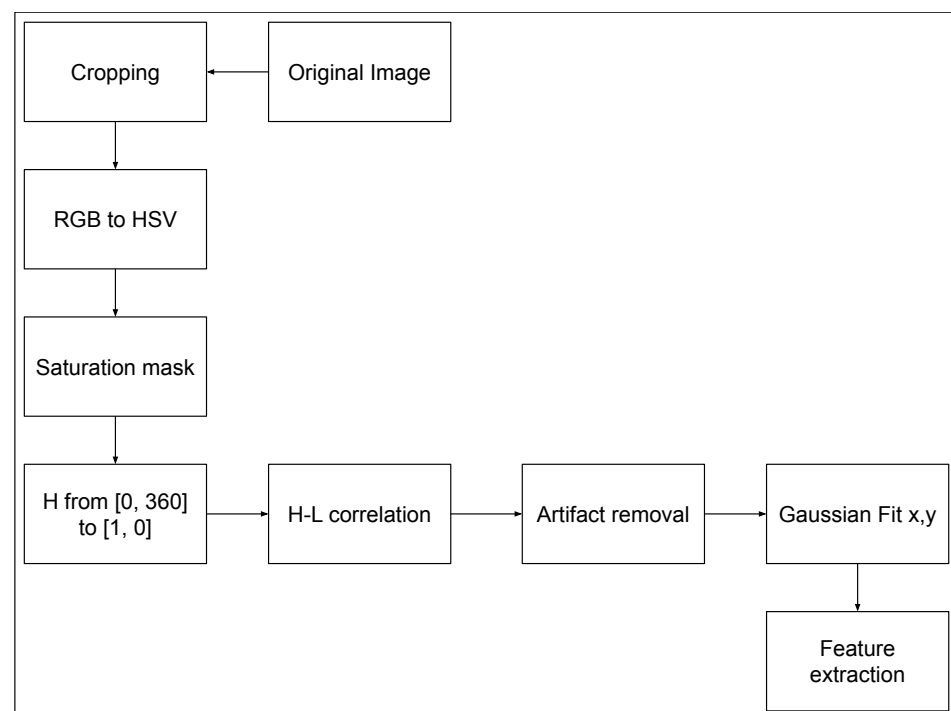 Cropping
Original Image
RGB to HSV
Saturation mask
H from [0, 360]
to [1, 0]
H-L correlation
Artifact removal
Gaussian Fit x,y
Feature
extraction